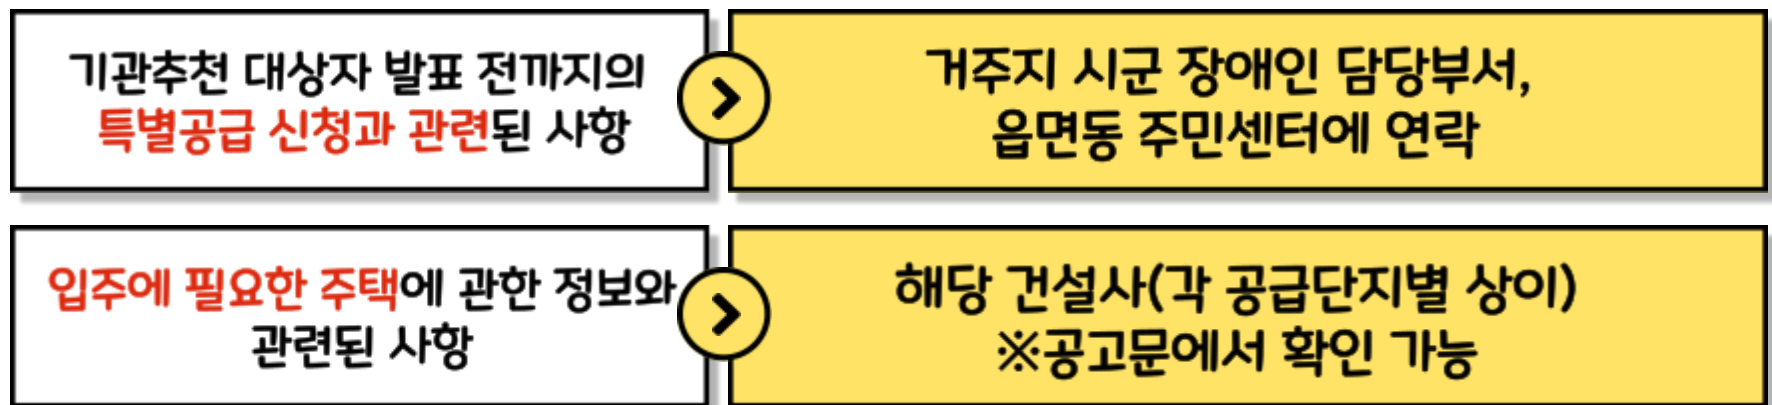 기관추천 대상자 발표 전까지의
특별공급 신청과 관련된 사항
거주지 시군 장애인 담당부서,
읍면동 주민센터에 연락
입주에 필요한 주택에 관한 정보와
관련된 사항
해당 건설사(각 공급단지별 상이)
※공고문에서 확인 가능